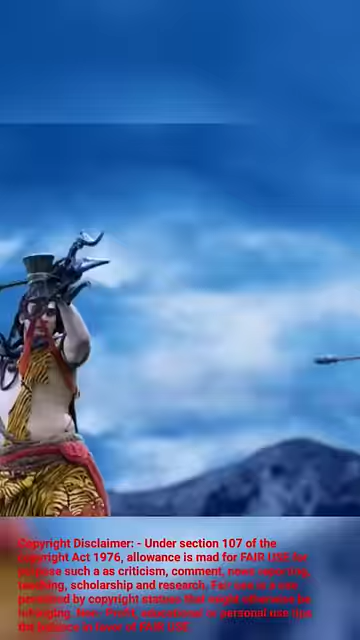 Copyright Disclaimer: - Under section 107 of the
copyright Act 1976, allowance is mad for FAIR USE for
purpose such a as criticism, comment, news reporting,
teaching, scholarship and research. Fair use is a use
permitted by copyright statues that might otherwise be
infringing. Non- Profit, educational or personal use tips
the balance in favor of FAIR USE